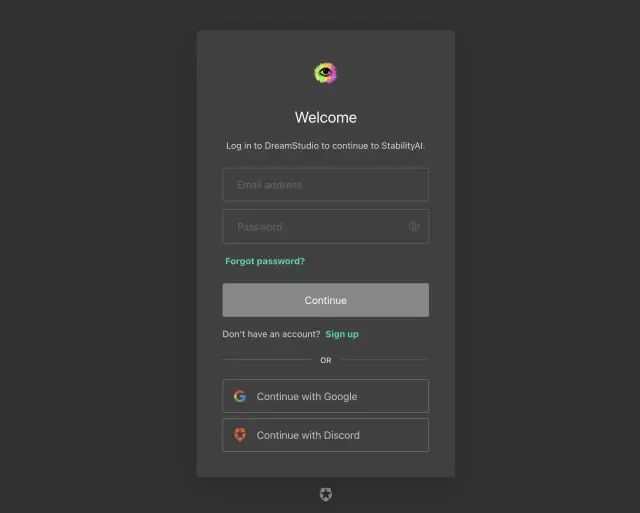 Welcome
Log in to DreamStudio to continue to StabilityAI.
Email address
Password
Forgot password?
Continue
Don't have an account? Sign up
OR
Continue with Google
Continue with Discord